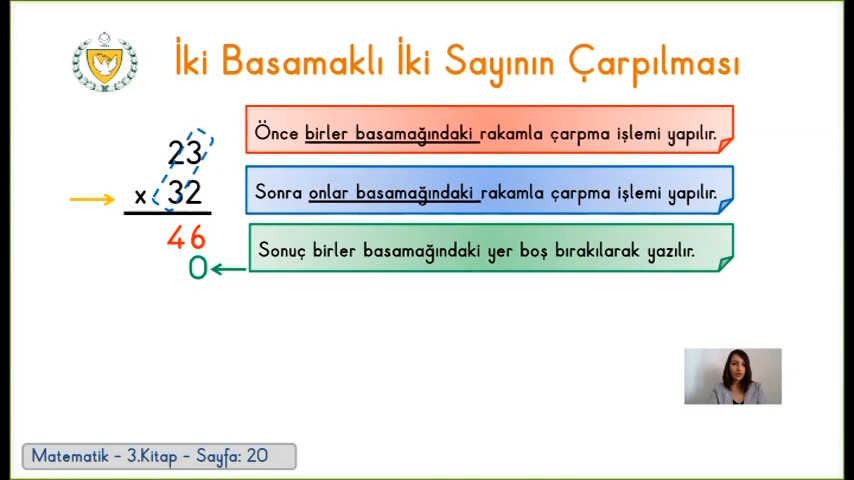 İki Basamaklı İki Sayının Çarpılması
Önce birler basamağındaki rakamla çarpma işlemi yapılır.
23
x 32
Sonra onlar basamağındaki rakamla çarpma işlemi yapılır.
46
Sonuç birler basamağındaki yer boş bırakılarak yazılır.
0
Matematik - 3.Kitap - Sayfa: 20